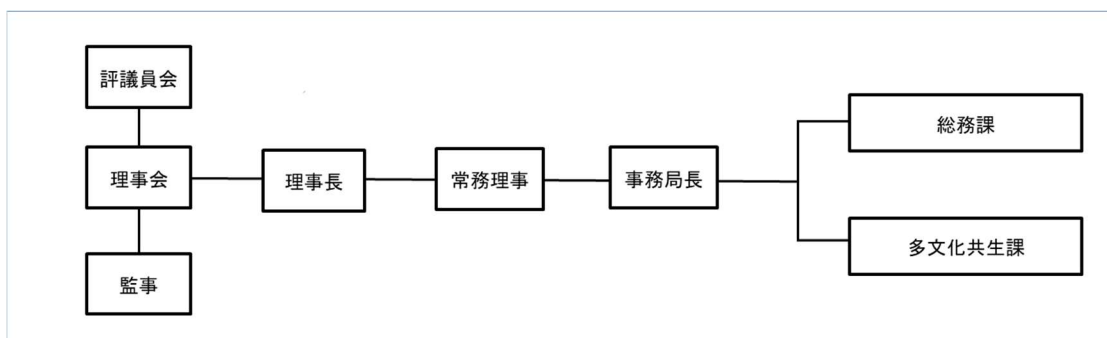 評議員会
理事会
監事
理事長
常務理事
事務局長
総務課
多文化共生課